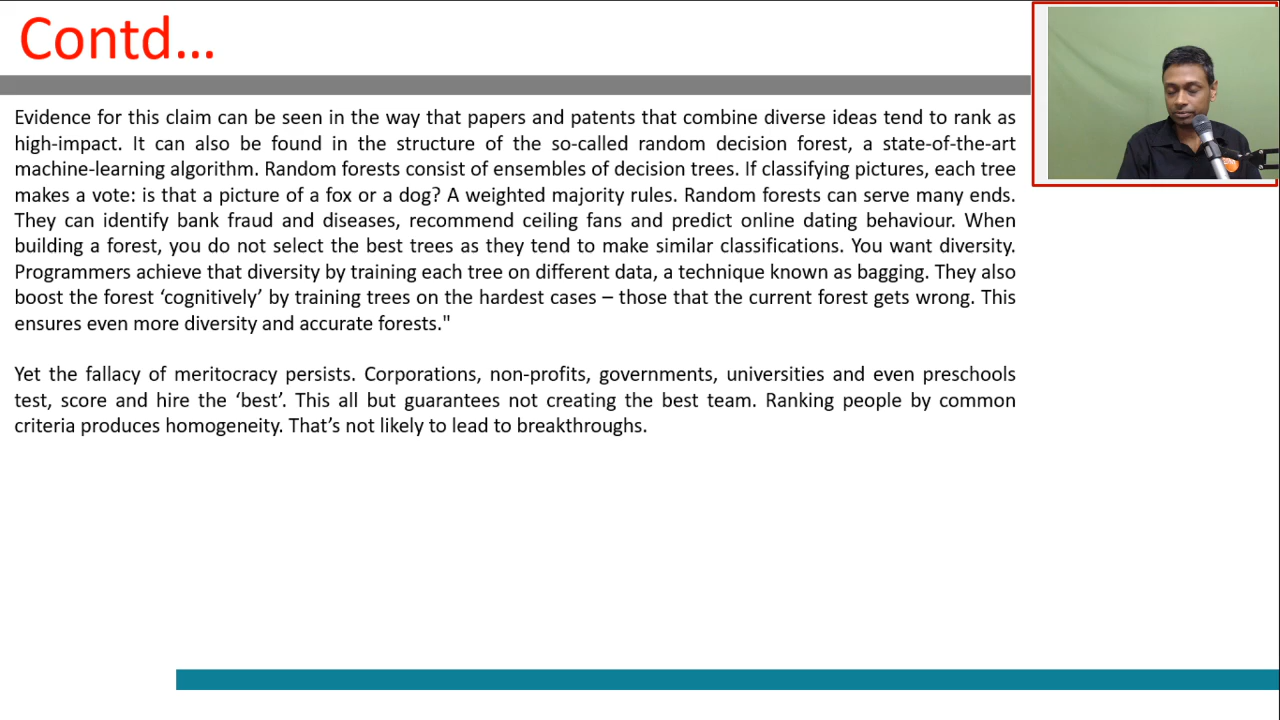 Contd...
Evidence for this claim can be seen in the way that papers and patents that combine diverse ideas tend to rank as
high-impact. It can also be found in the structure of the so-called random decision forest, a state-of-the-art
machine-learning algorithm. Random forests consist of ensembles of decision trees. If classifying pictures, each tree
makes a vote: is that a picture of a fox or a dog? A weighted majority rules. Random forests can serve many ends.
They can identify bank fraud and diseases, recommend ceiling fans and predict online dating behaviour. When
building a forest, you do not select the best trees as they tend to make similar classifications. You want diversity.
Programmers achieve that diversity by training each tree on different data, a technique known as bagging. They also
boost the forest ‘cognitively’ by training trees on the hardest cases – those that the current forest gets wrong. This
ensures even more diversity and accurate forests."
Yet the fallacy of meritocracy persists. Corporations, non-profits, governments, universities and even preschools
test, score and hire the ‘best’. This all but guarantees not creating the best team. Ranking people by common
criteria produces homogeneity. That’s not likely to lead to breakthroughs.